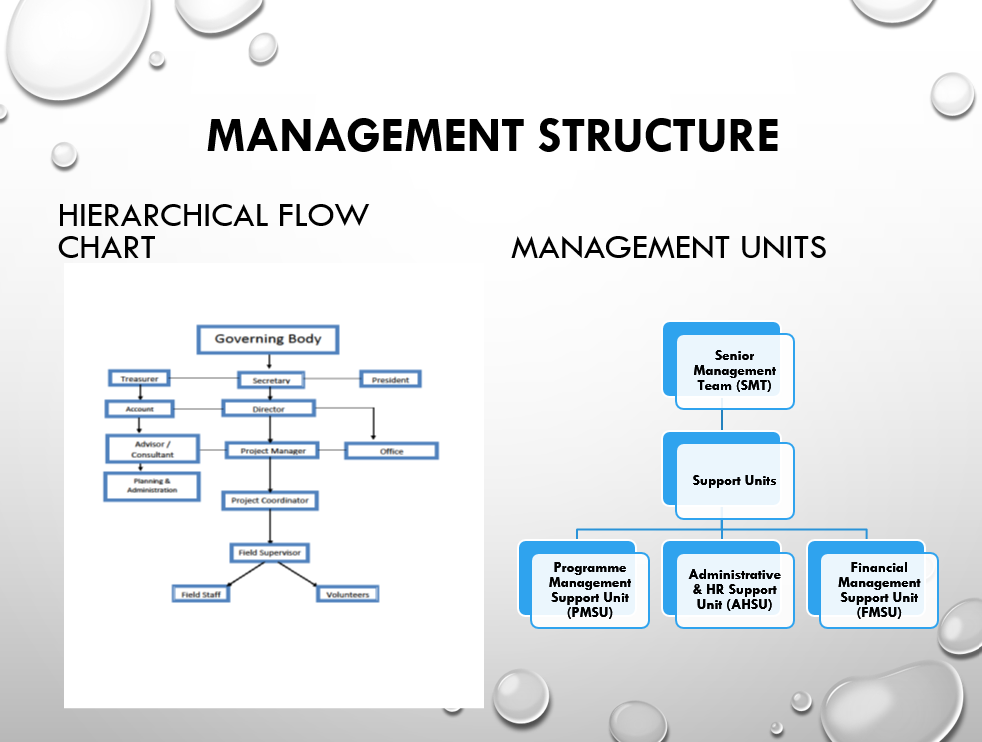 MANAGEMENT STRUCTURE
HIERARCHICAL FLOW
CHART
Governing Body
Treasurer
Secretary
President
Account
Director
Advisor /
Consultant
Project Manager
Office
Planning &
Administration
Project Coordinator
Field Supervisor
Field Staff
Volunteers
MANAGEMENT UNITS
Senior
Management
Team (SMT)
Support Units
Programme
Management
Support Unit
(PMSU)
Administrative
& HR Support
Unit (AHSU)
Financial
Management
Support Unit
(FMSU)